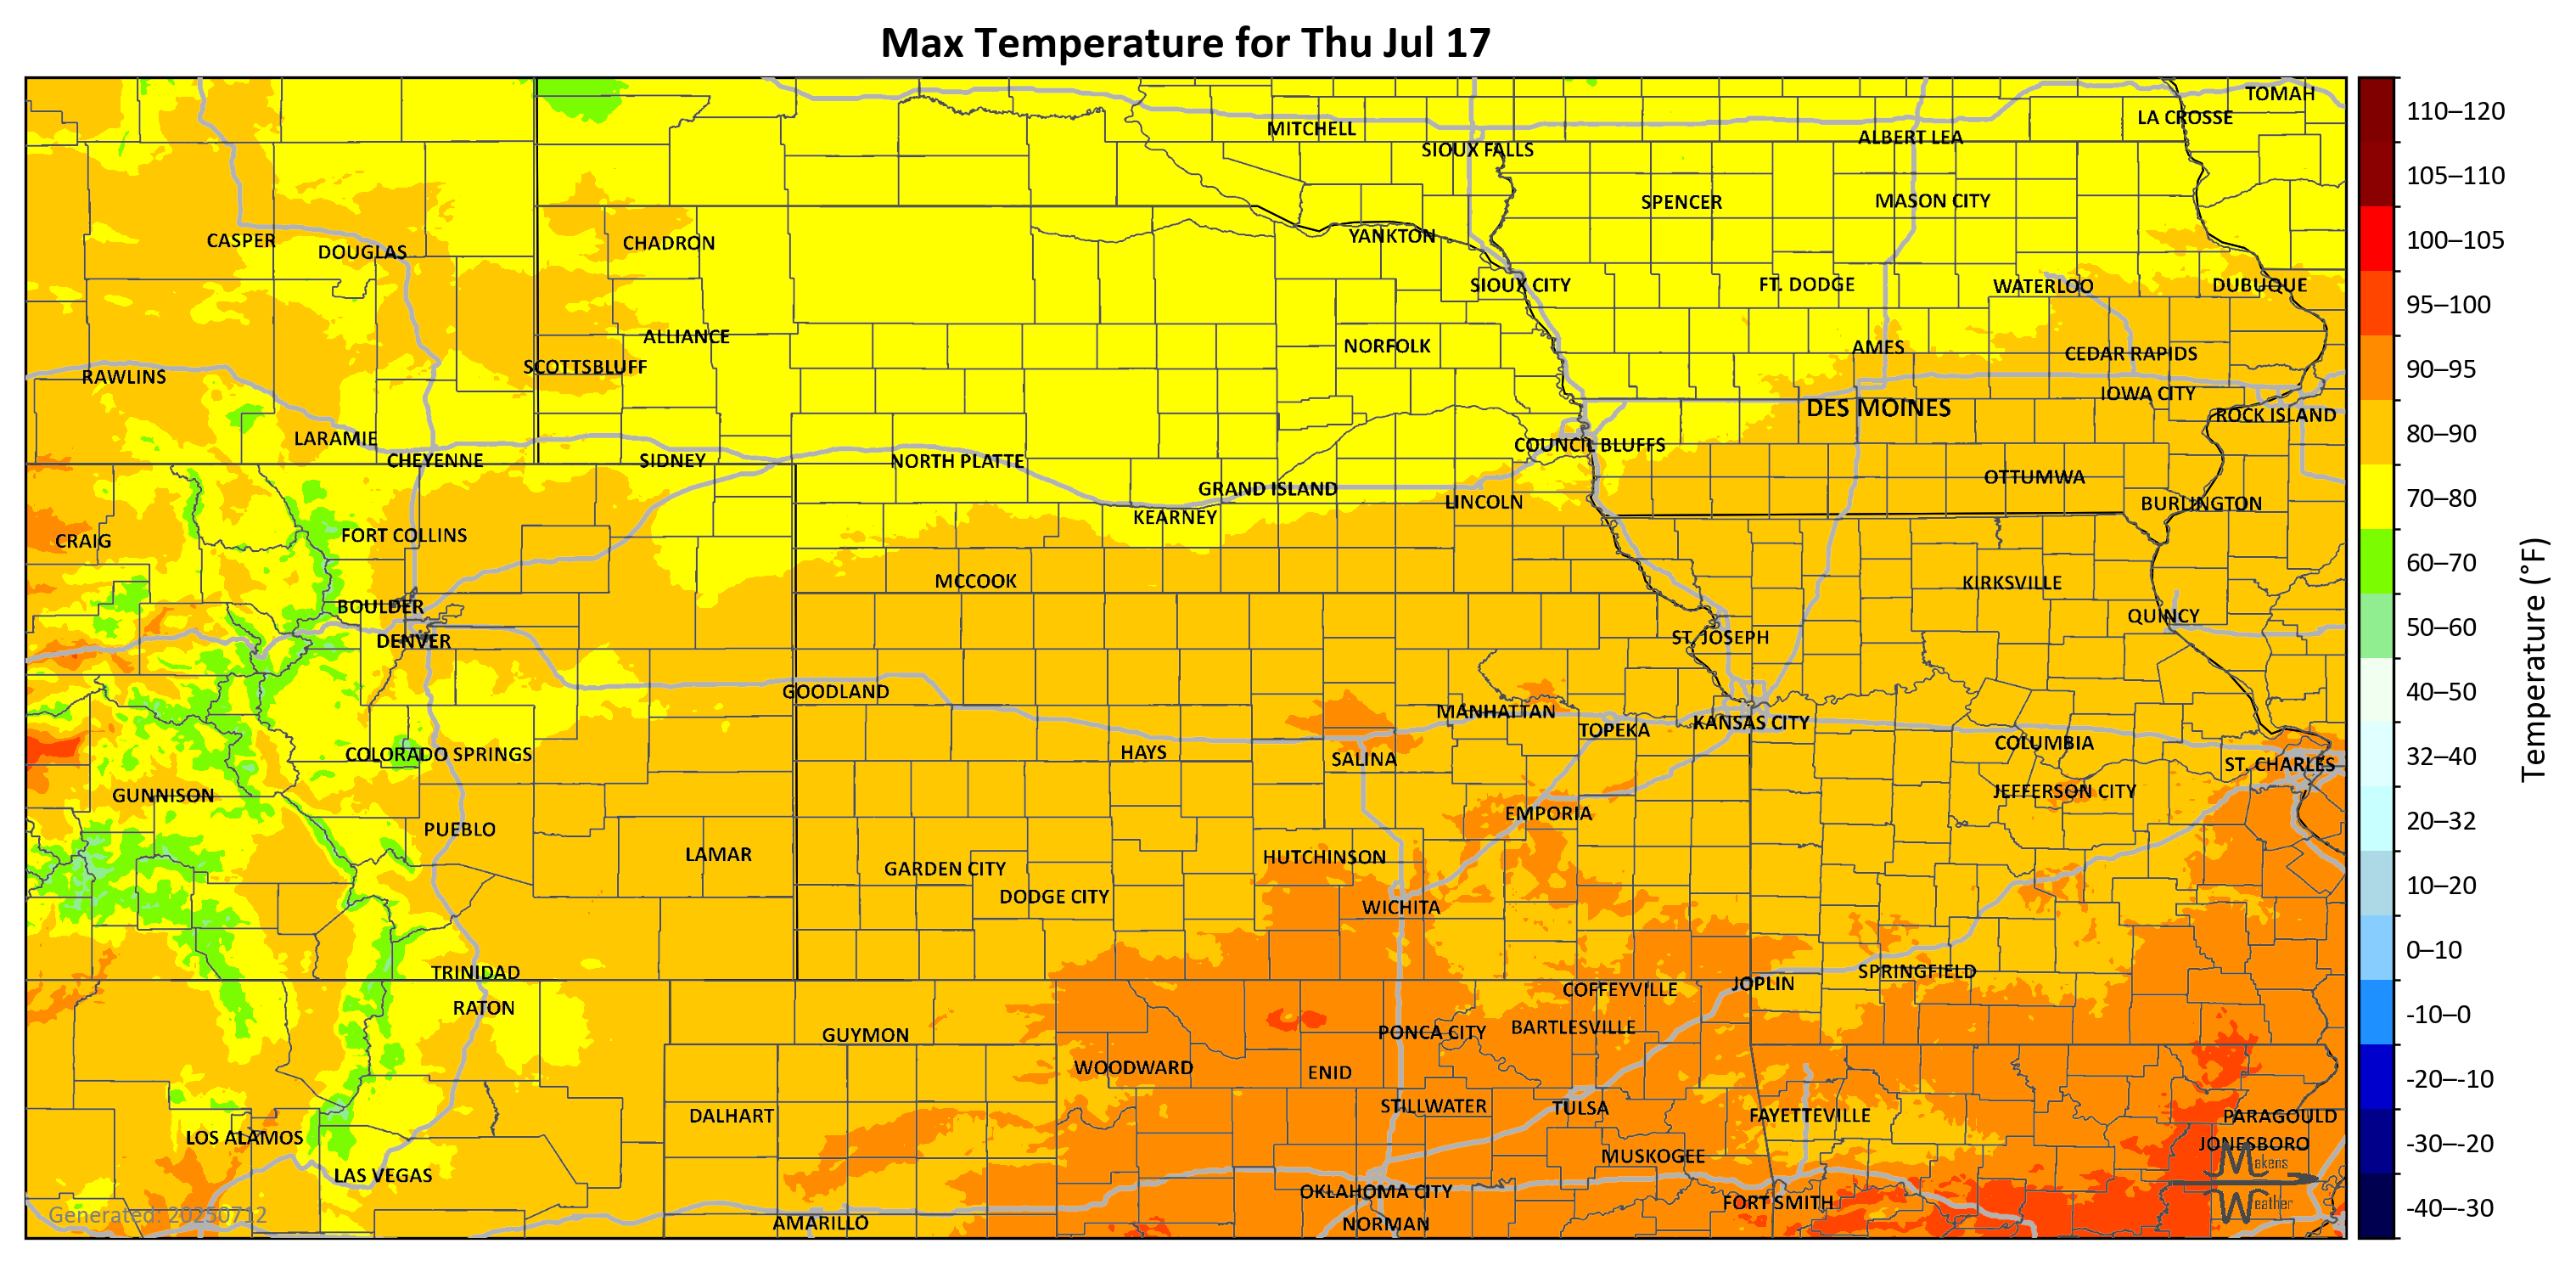 Max Temperature for Thu Jul 17
TOMAH
LA CROSSE
MITCHELL
ALBERT LEA
SIOUX FALLS
SPENCER
MASON CITY
CASPER
DOUGLAS
CHADRON
YANKTON
SIOUX CITY
FT. DODGE
WATERLOO
DUBUQUE
ALLIANCE
NORFOLK
AMES
CEDAR RAPIDS
SCOTTSBLUFF
RAWLINS
IOWA CITY
DES MOINES
ROCK ISLAND
LARAMIE
COUNCIL BLUFFS
CHEYENNE
SIDNEY
NORTH PLATTE
OTTUMWA
GRAND ISLAND
LINCOLN
BURLINGTON
KEARNEY
CRAIG
FORT COLLINS
MCCOOK
KIRKSVILLE
BOULDER
QUINCY
DENVER
ST. JOSEPH
GOODLAND
MANHATTAN
TOPEKA
KANSAS CITY
COLUMBIA
COLORADO SPRINGS
HAYS
SALINA
ST. CHARLES
GUNNISON
JEFFERSON CITY
EMPORIA
PUEBLO
LAMAR
HUTCHINSON
GARDEN CITY
DODGE CITY
WICHITA
TRINIDAD
SPRINGFIELD
JOPLIN
COFFEYVILLE
RATON
GUYMON
PONCA CITY
BARTLESVILLE
WOODWARD
ENID
DALHART
STILLWATER
TULSA
FAYETTEVILLE
PARAGOULD
LOS ALAMOS
JONESBORO
MUSKOGEE
LAS VEGAS
OKLAHOMA CITY
FORT SMITH
AMARILLO
NORMAN
Generated: 20250712
Makens
Weather
110–120
105–110
100–105
95–100
90–95
80–90
70–80
60–70
50–60
40–50
32–40
20–32
10–20
0–10
-10–0
-20–-10
-30–-20
-40–-30
Temperature (°F)